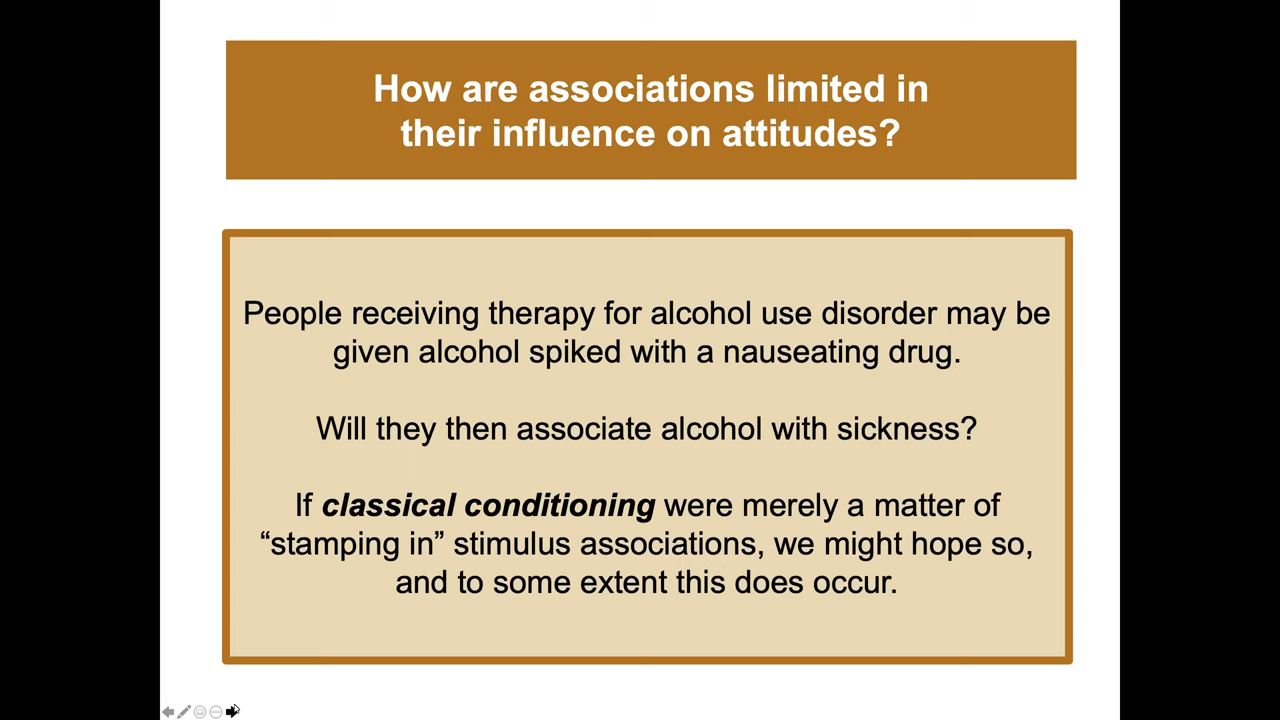 How are associations limited in
their influence on attitudes?
People receiving therapy for alcohol use disorder may be
given alcohol spiked with a nauseating drug.
Will they then associate alcohol with sickness?
If classical conditioning were merely a matter of
“stamping in” stimulus associations, we might hope so,
and to some extent this does occur.